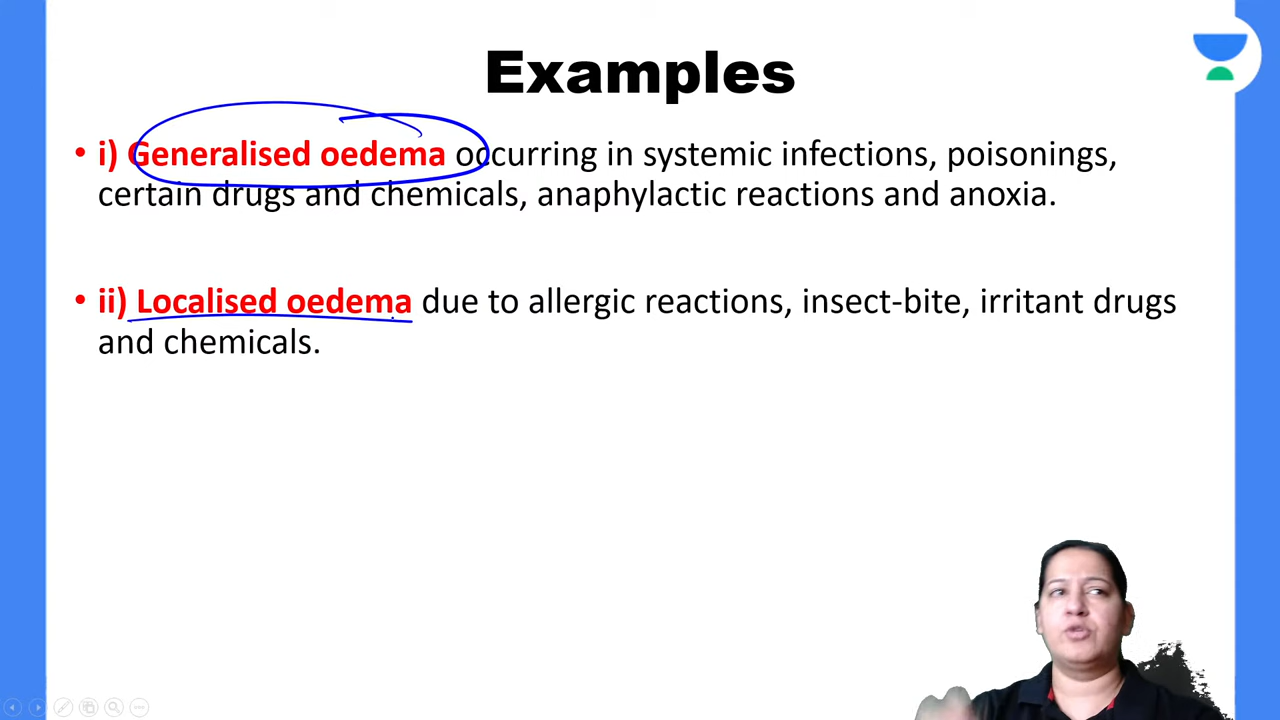 Examples
• i) Generalised oedema occurring in systemic infections, poisonings,
certain drugs and chemicals, anaphylactic reactions and anoxia.
• ii) Localised oedema due to allergic reactions, insect-bite, irritant drugs
and chemicals.